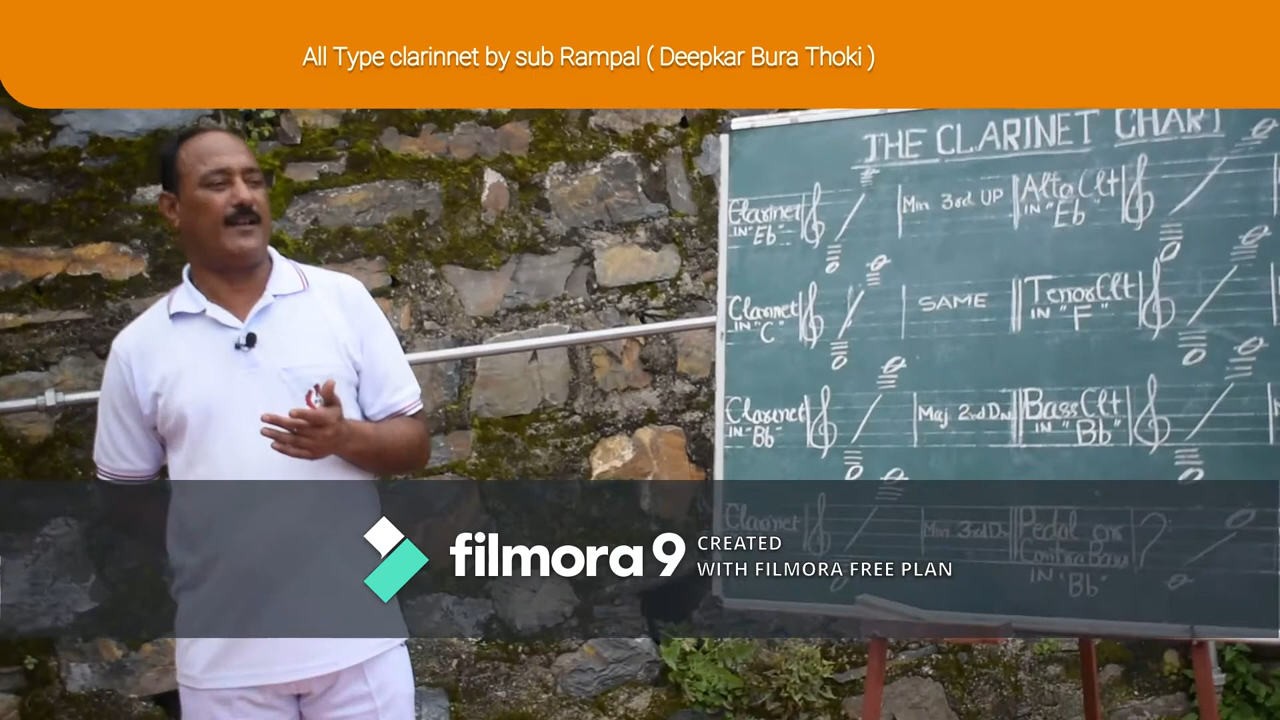 All Type clarinnet by sub Rampal ( Deepkar Bura Thoki )
THE CLARINET CHART
Clarinet IN "Eb"
Min 3rd UP
Alto Clt IN "Eb"
Clarinet IN "C"
SAME
Tenor Clt IN "F"
Clarinet IN "Bb"
Maj 2nd Dn
Bass Clt IN "Bb"
Clarinet
Min 3rd Dn
Pedal or
Contra Bass
IN "Bb"
filmora 9
CREATED
WITH FILMORA FREE PLAN